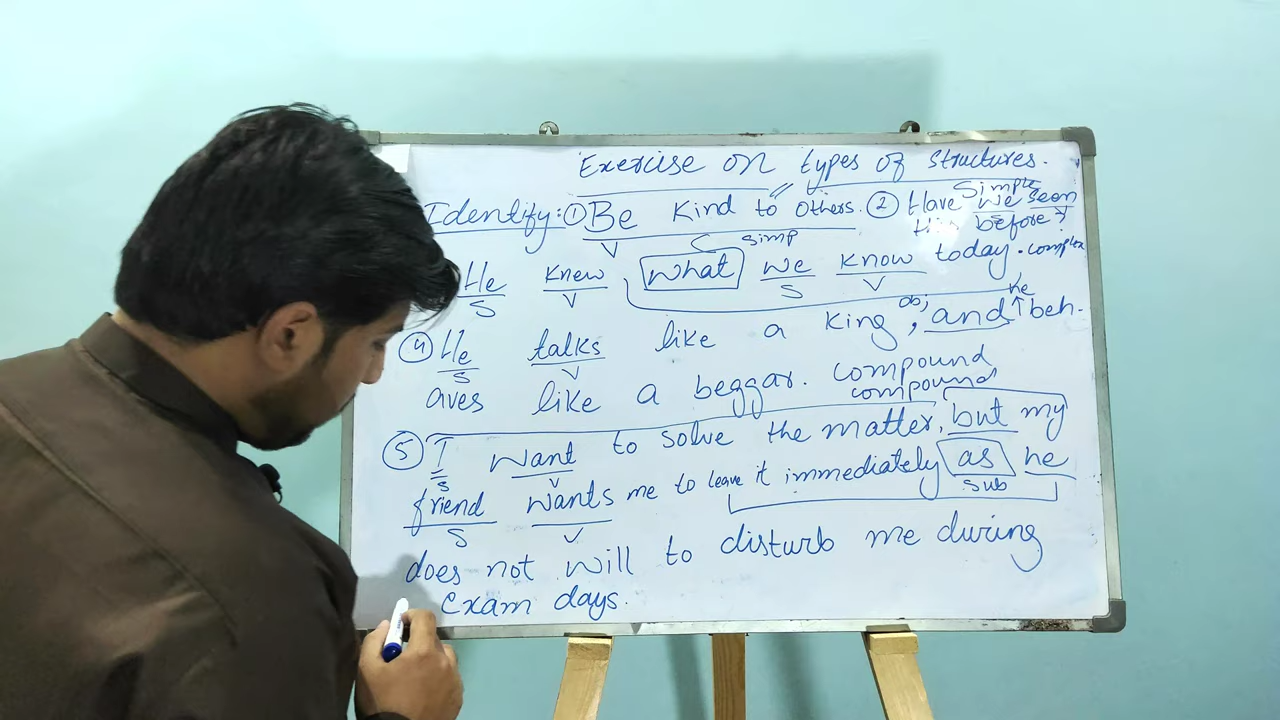 Exercise on types of structures.
Simple
Identify: ① Be Kind to others. ② Have we seen
V
him before?
simp
He knew what we know today. complex
S V S V
obj he
④ He talks like a King, and beh-
S V
aves like a beggar. compound
compound
⑤ I want to solve the matter, but my
S V
friend wants me to leave it immediately as he
S V sub
does not will to disturb me during
exam days.